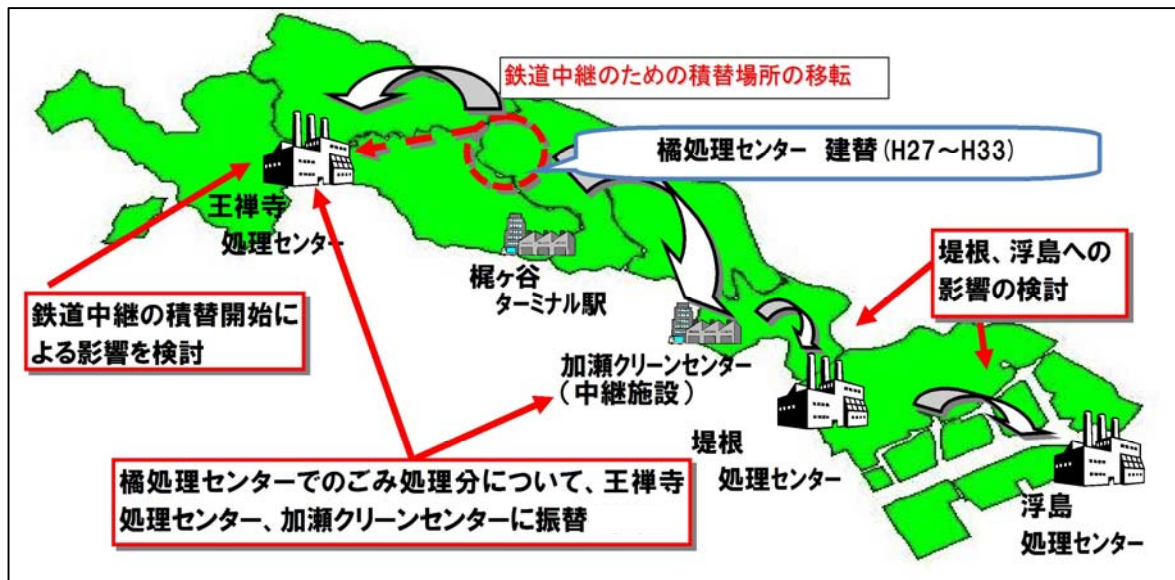 鉄道中継のための積替場所の移転
橘処理センター 建替(H27～H33)
王禅寺
処理センター
梶ヶ谷
ターミナル駅
堤根、浮島への
影響の検討
鉄道中継の積替開始に
よる影響を検討
加瀬クリーンセンター
(中継施設)
堤根
処理センター
橘処理センターでのごみ処理分について、王禅寺
処理センター、加瀬クリーンセンターに振替
浮島
処理センター